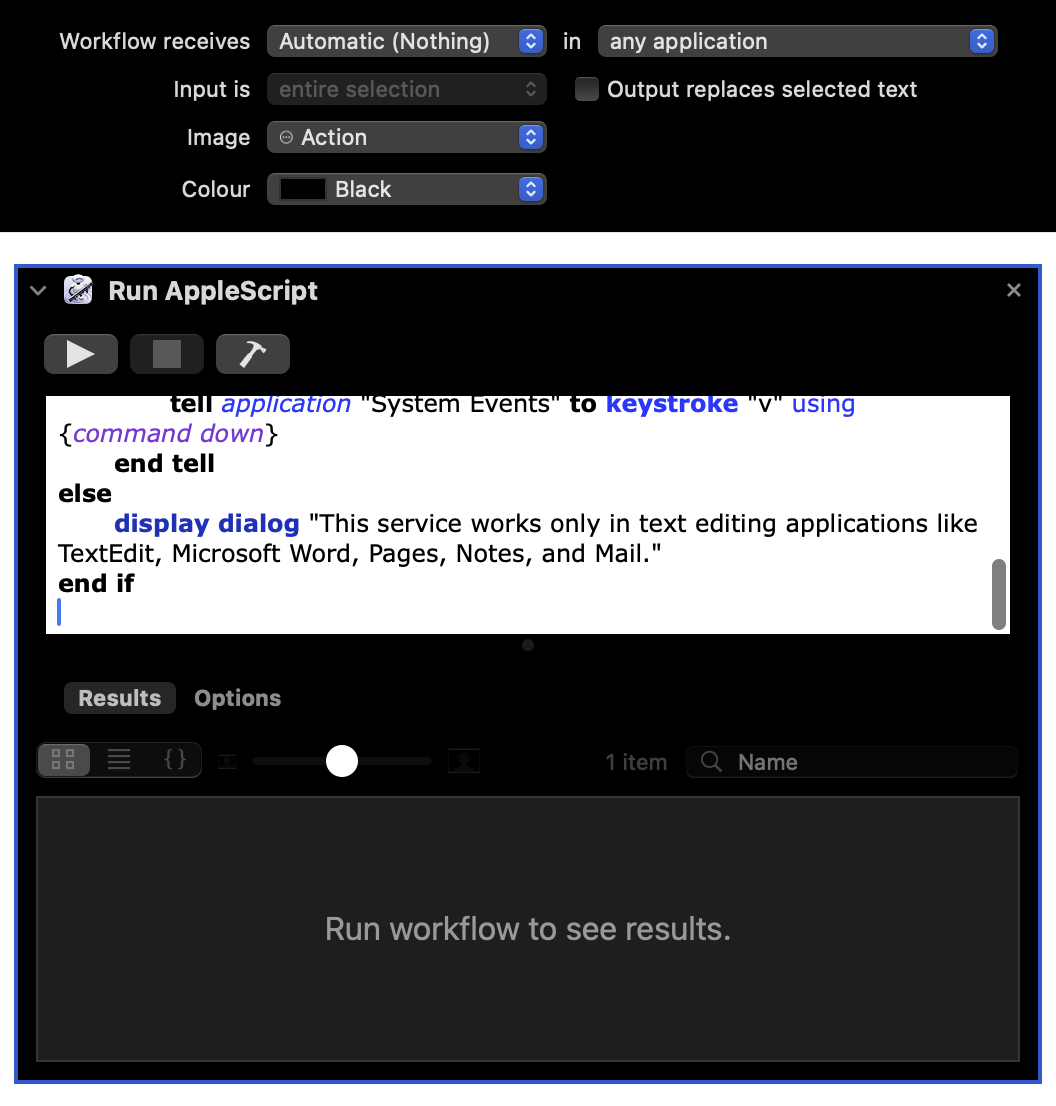 Workflow receives Automatic (Nothing) in any application
Input is entire selection Output replaces selected text
Image Action
Colour Black
Run AppleScript
tell application "System Events" to keystroke "v" using
{command down}
end tell
else
display dialog "This service works only in text editing applications like
TextEdit, Microsoft Word, Pages, Notes, and Mail."
end if
Results Options
{} 1 item Name
Run workflow to see results.